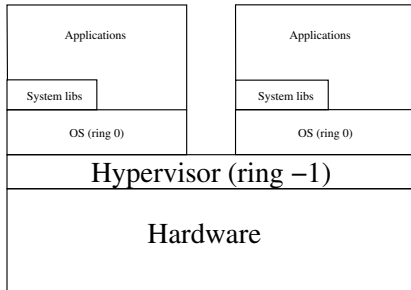 Applications
Applications
System libs
System libs
OS (ring 0)
OS (ring 0)
Hypervisor (ring −1)
Hardware